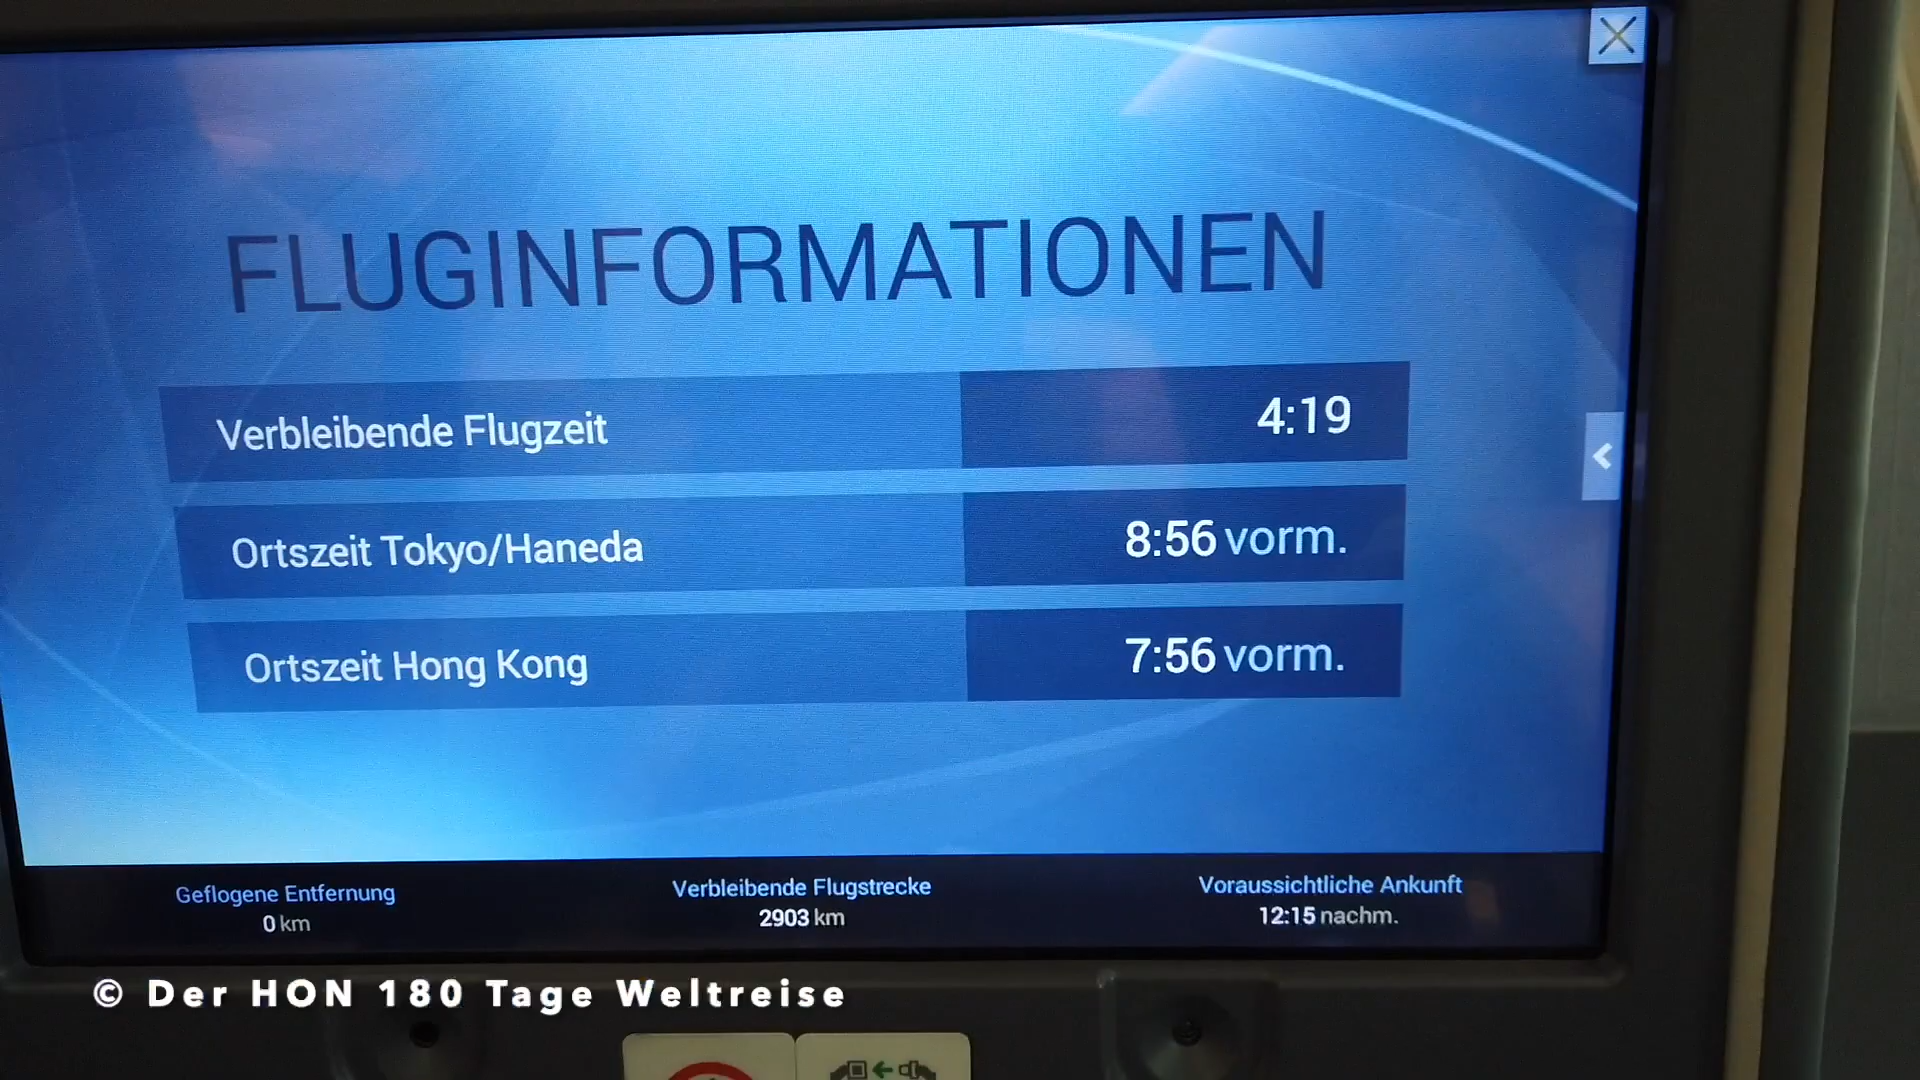 FLUGINFORMATIONEN
Verbleibende Flugzeit 4:19
Ortszeit Tokyo/Haneda 8:56 vorm.
Ortszeit Hong Kong 7:56 vorm.
Geflogene Entfernung
0 km
Verbleibende Flugstrecke
2903 km
Voraussichtliche Ankunft
12:15 nachm.
© Der HON 180 Tage Weltreise